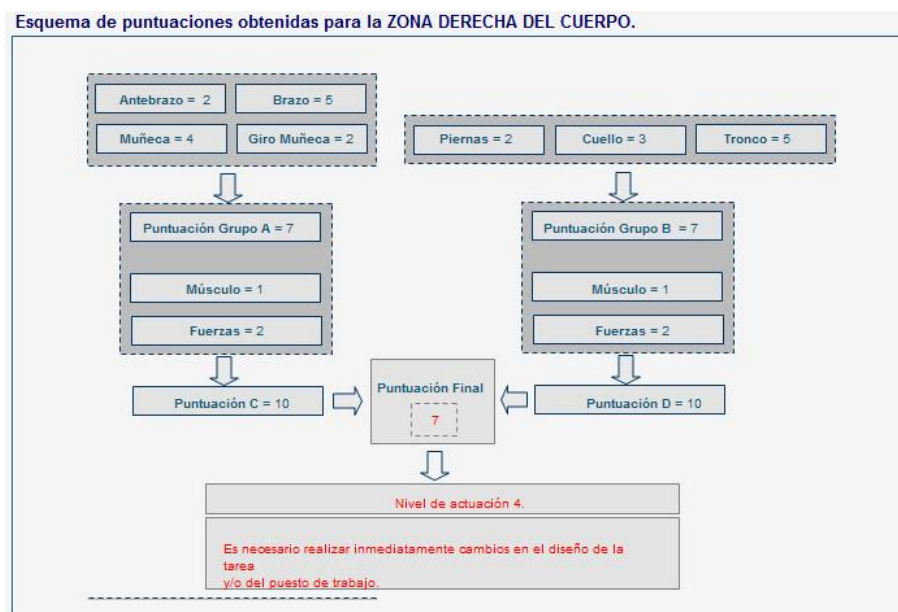 Esquema de puntuaciones obtenidas para la ZONA DERECHA DEL CUERPO.
Antebrazo = 2
Brazo = 5
Muñeca = 4
Giro Muñeca = 2
Piernas = 2
Cuello = 3
Tronco = 5
Puntuación Grupo A = 7
Músculo = 1
Fuerzas = 2
Puntuación Grupo B = 7
Músculo = 1
Fuerzas = 2
Puntuación C = 10
Puntuación Final
7
Puntuación D = 10
Nivel de actuación 4.
Es necesario realizar inmediatamente cambios en el diseño de la
tarea
y/o del puesto de trabajo.